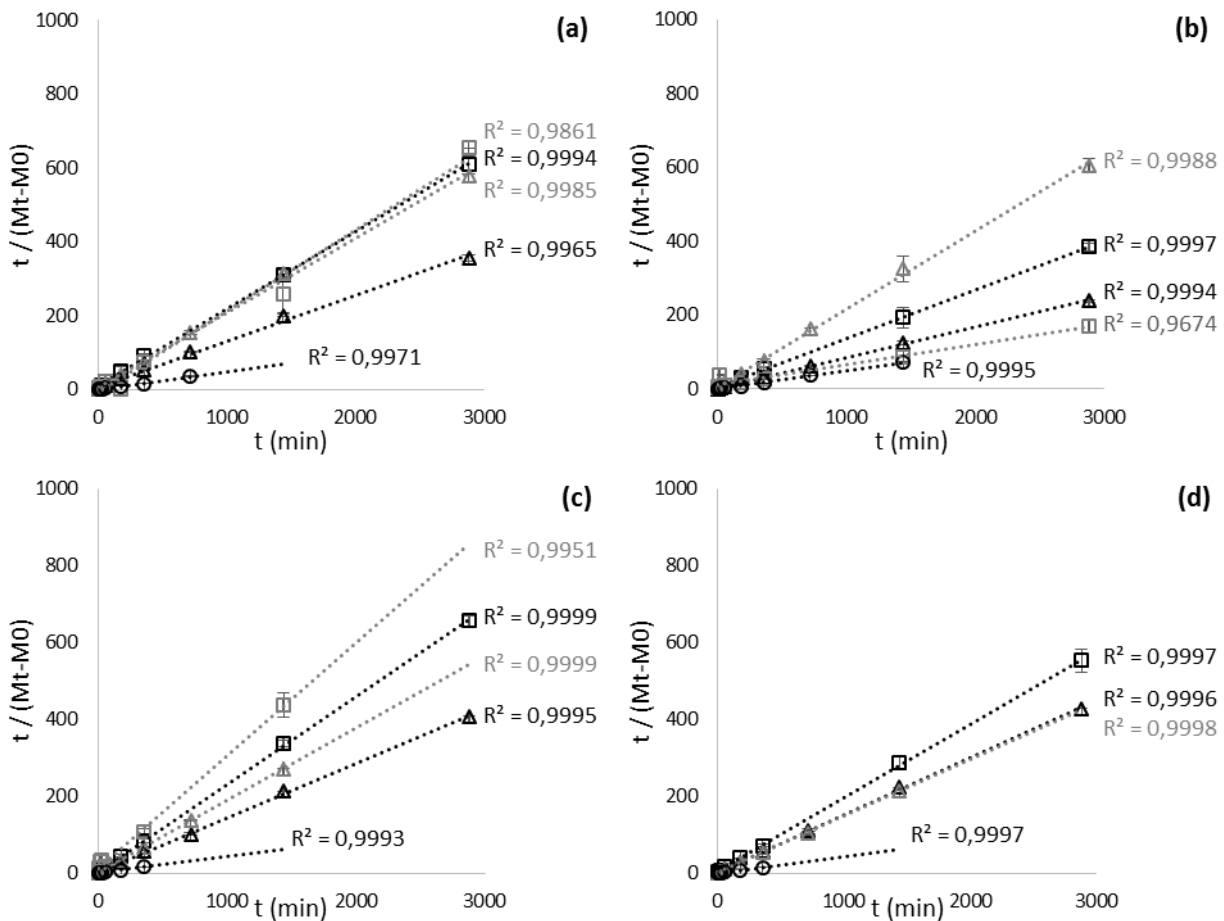 (a)
1000
800
600
400
200
0
t / (Mt-M0)
R² = 0,9861
R² = 0,9994
R² = 0,9985
R² = 0,9965
R² = 0,9971
0 1000 2000 3000
t (min)
(b)
1000
800
600
400
200
0
t / (Mt-M0)
R² = 0,9988
R² = 0,9997
R² = 0,9994
R² = 0,9674
R² = 0,9995
0 1000 2000 3000
t (min)
(c)
1000
800
600
400
200
0
t / (Mt-M0)
R² = 0,9951
R² = 0,9999
R² = 0,9999
R² = 0,9995
R² = 0,9993
0 1000 2000 3000
t (min)
(d)
1000
800
600
400
200
0
t / (Mt-M0)
R² = 0,9997
R² = 0,9996
R² = 0,9998
R² = 0,9997
0 1000 2000 3000
t (min)